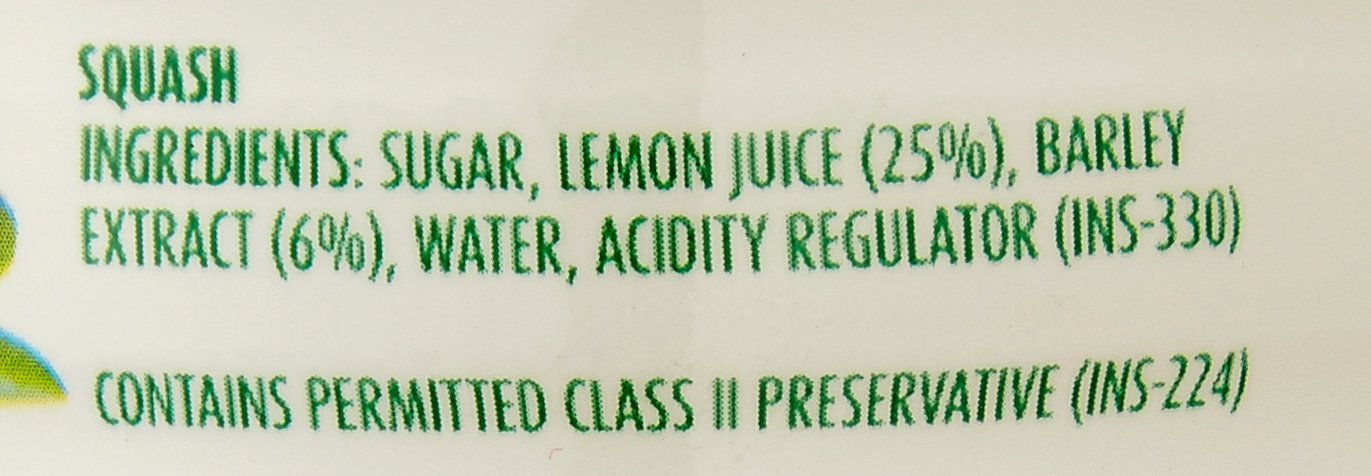 SQUASH
INGREDIENTS: SUGAR, LEMON JUICE (25%), BARLEY
EXTRACT (6%), WATER, ACIDITY REGULATOR (INS-330)
CONTAINS PERMITTED CLASS II PRESERVATIVE (INS-224)